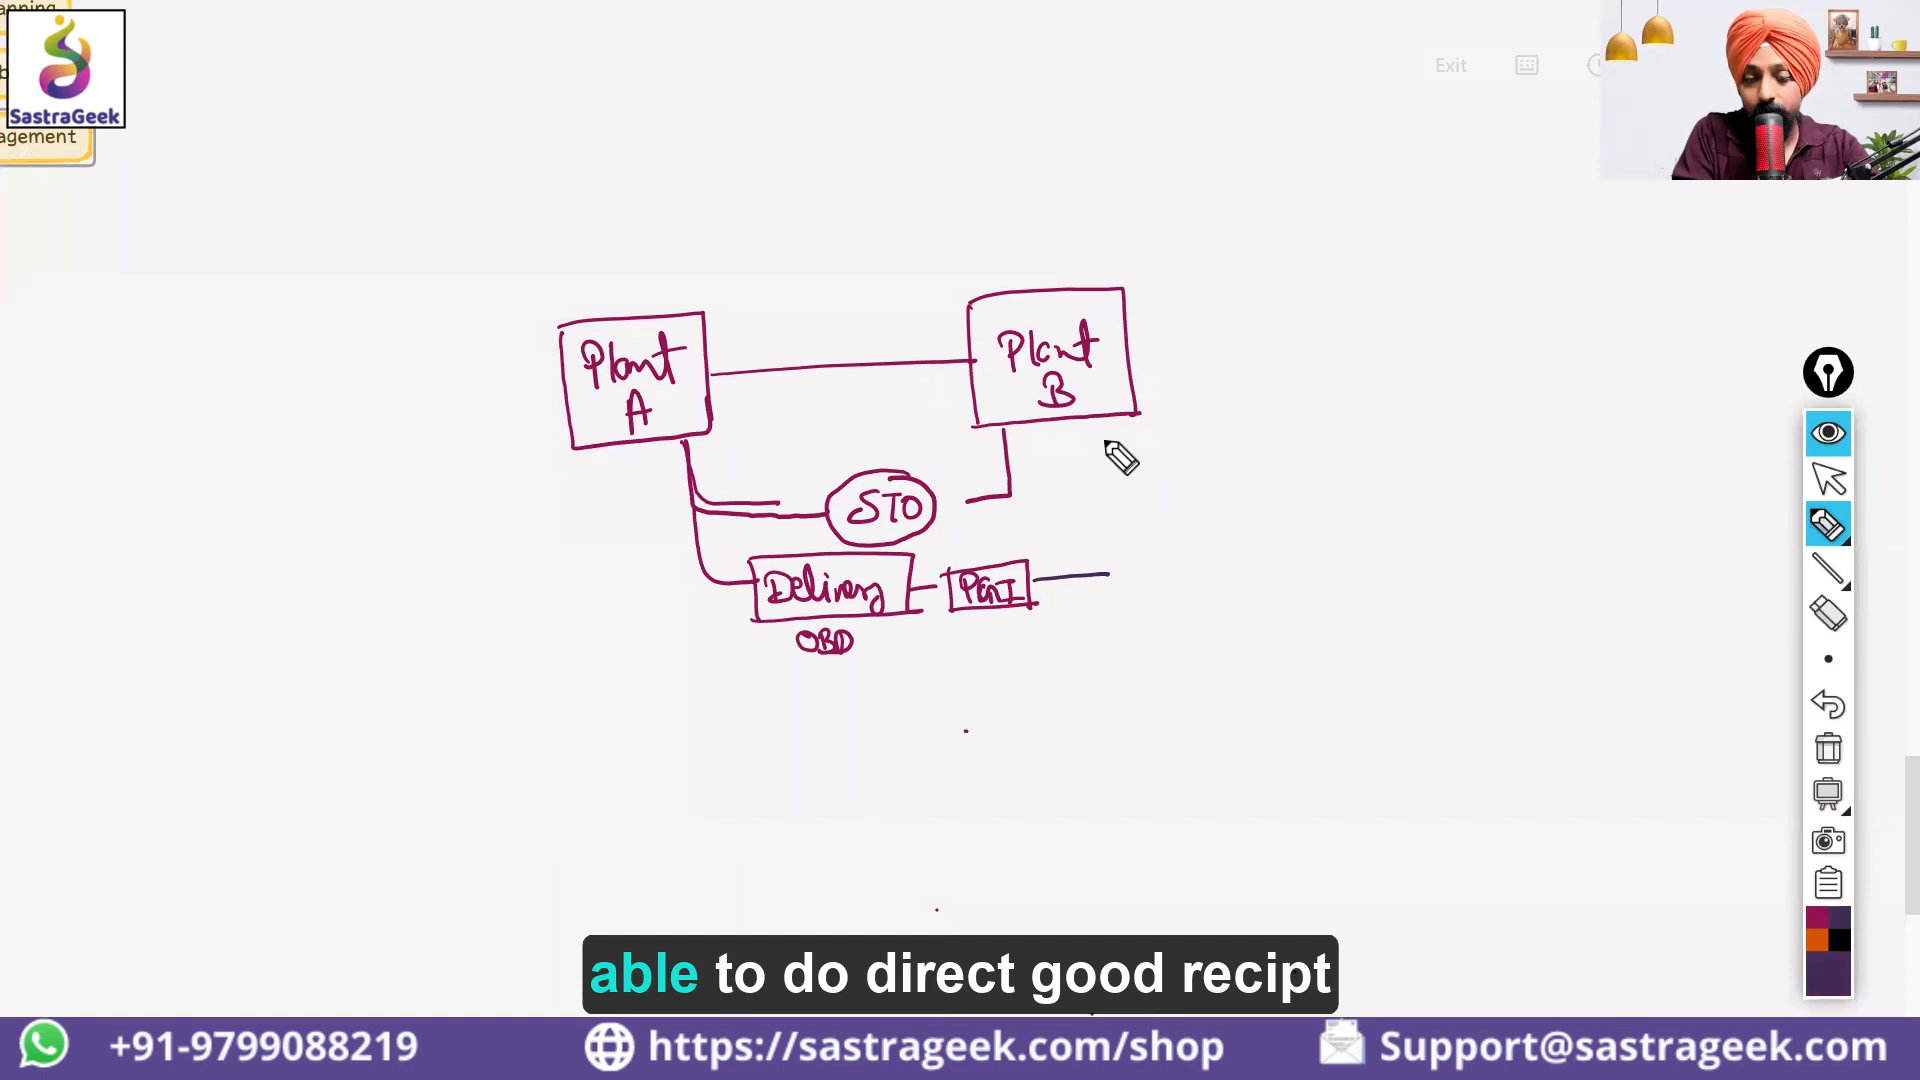 anning
b
agement
SastraGeek
Exit
Plant
A
Plant
B
STO
Delivery
PGI
OBD
able to do direct good recipt
+91-9799088219
https://sastrageek.com/shop
Support@sastrageek.com